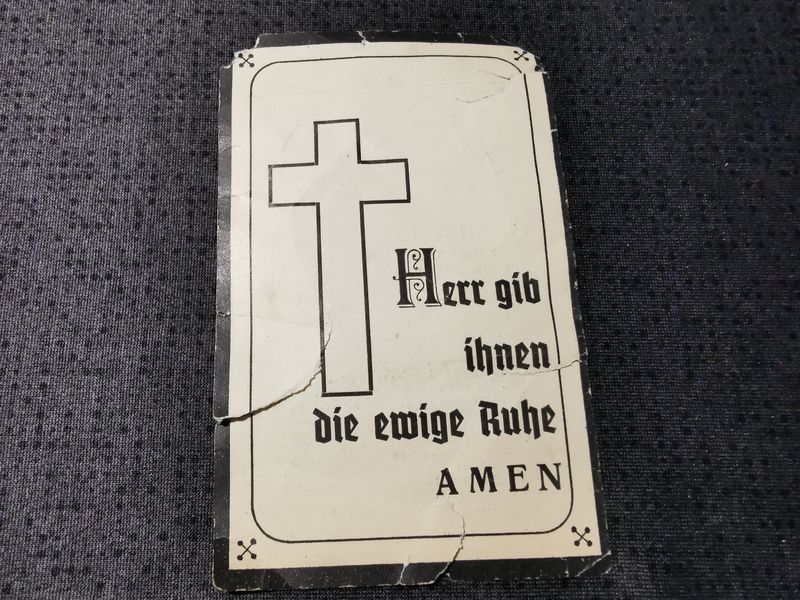 Herr gib
ihnen
die ewige Ruhe
AMEN